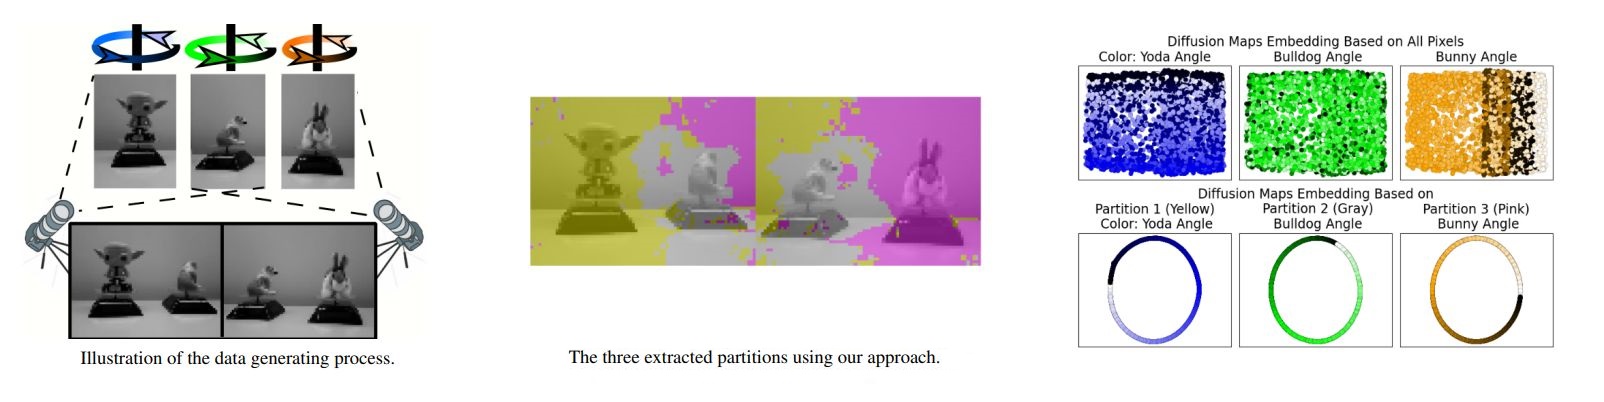 Illustration of the data generating process.
The three extracted partitions using our approach.
Diffusion Maps Embedding Based on All Pixels
Color: Yoda Angle
Bulldog Angle
Bunny Angle
Diffusion Maps Embedding Based on
Partition 1 (Yellow)
Color: Yoda Angle
Partition 2 (Gray)
Bulldog Angle
Partition 3 (Pink)
Bunny Angle